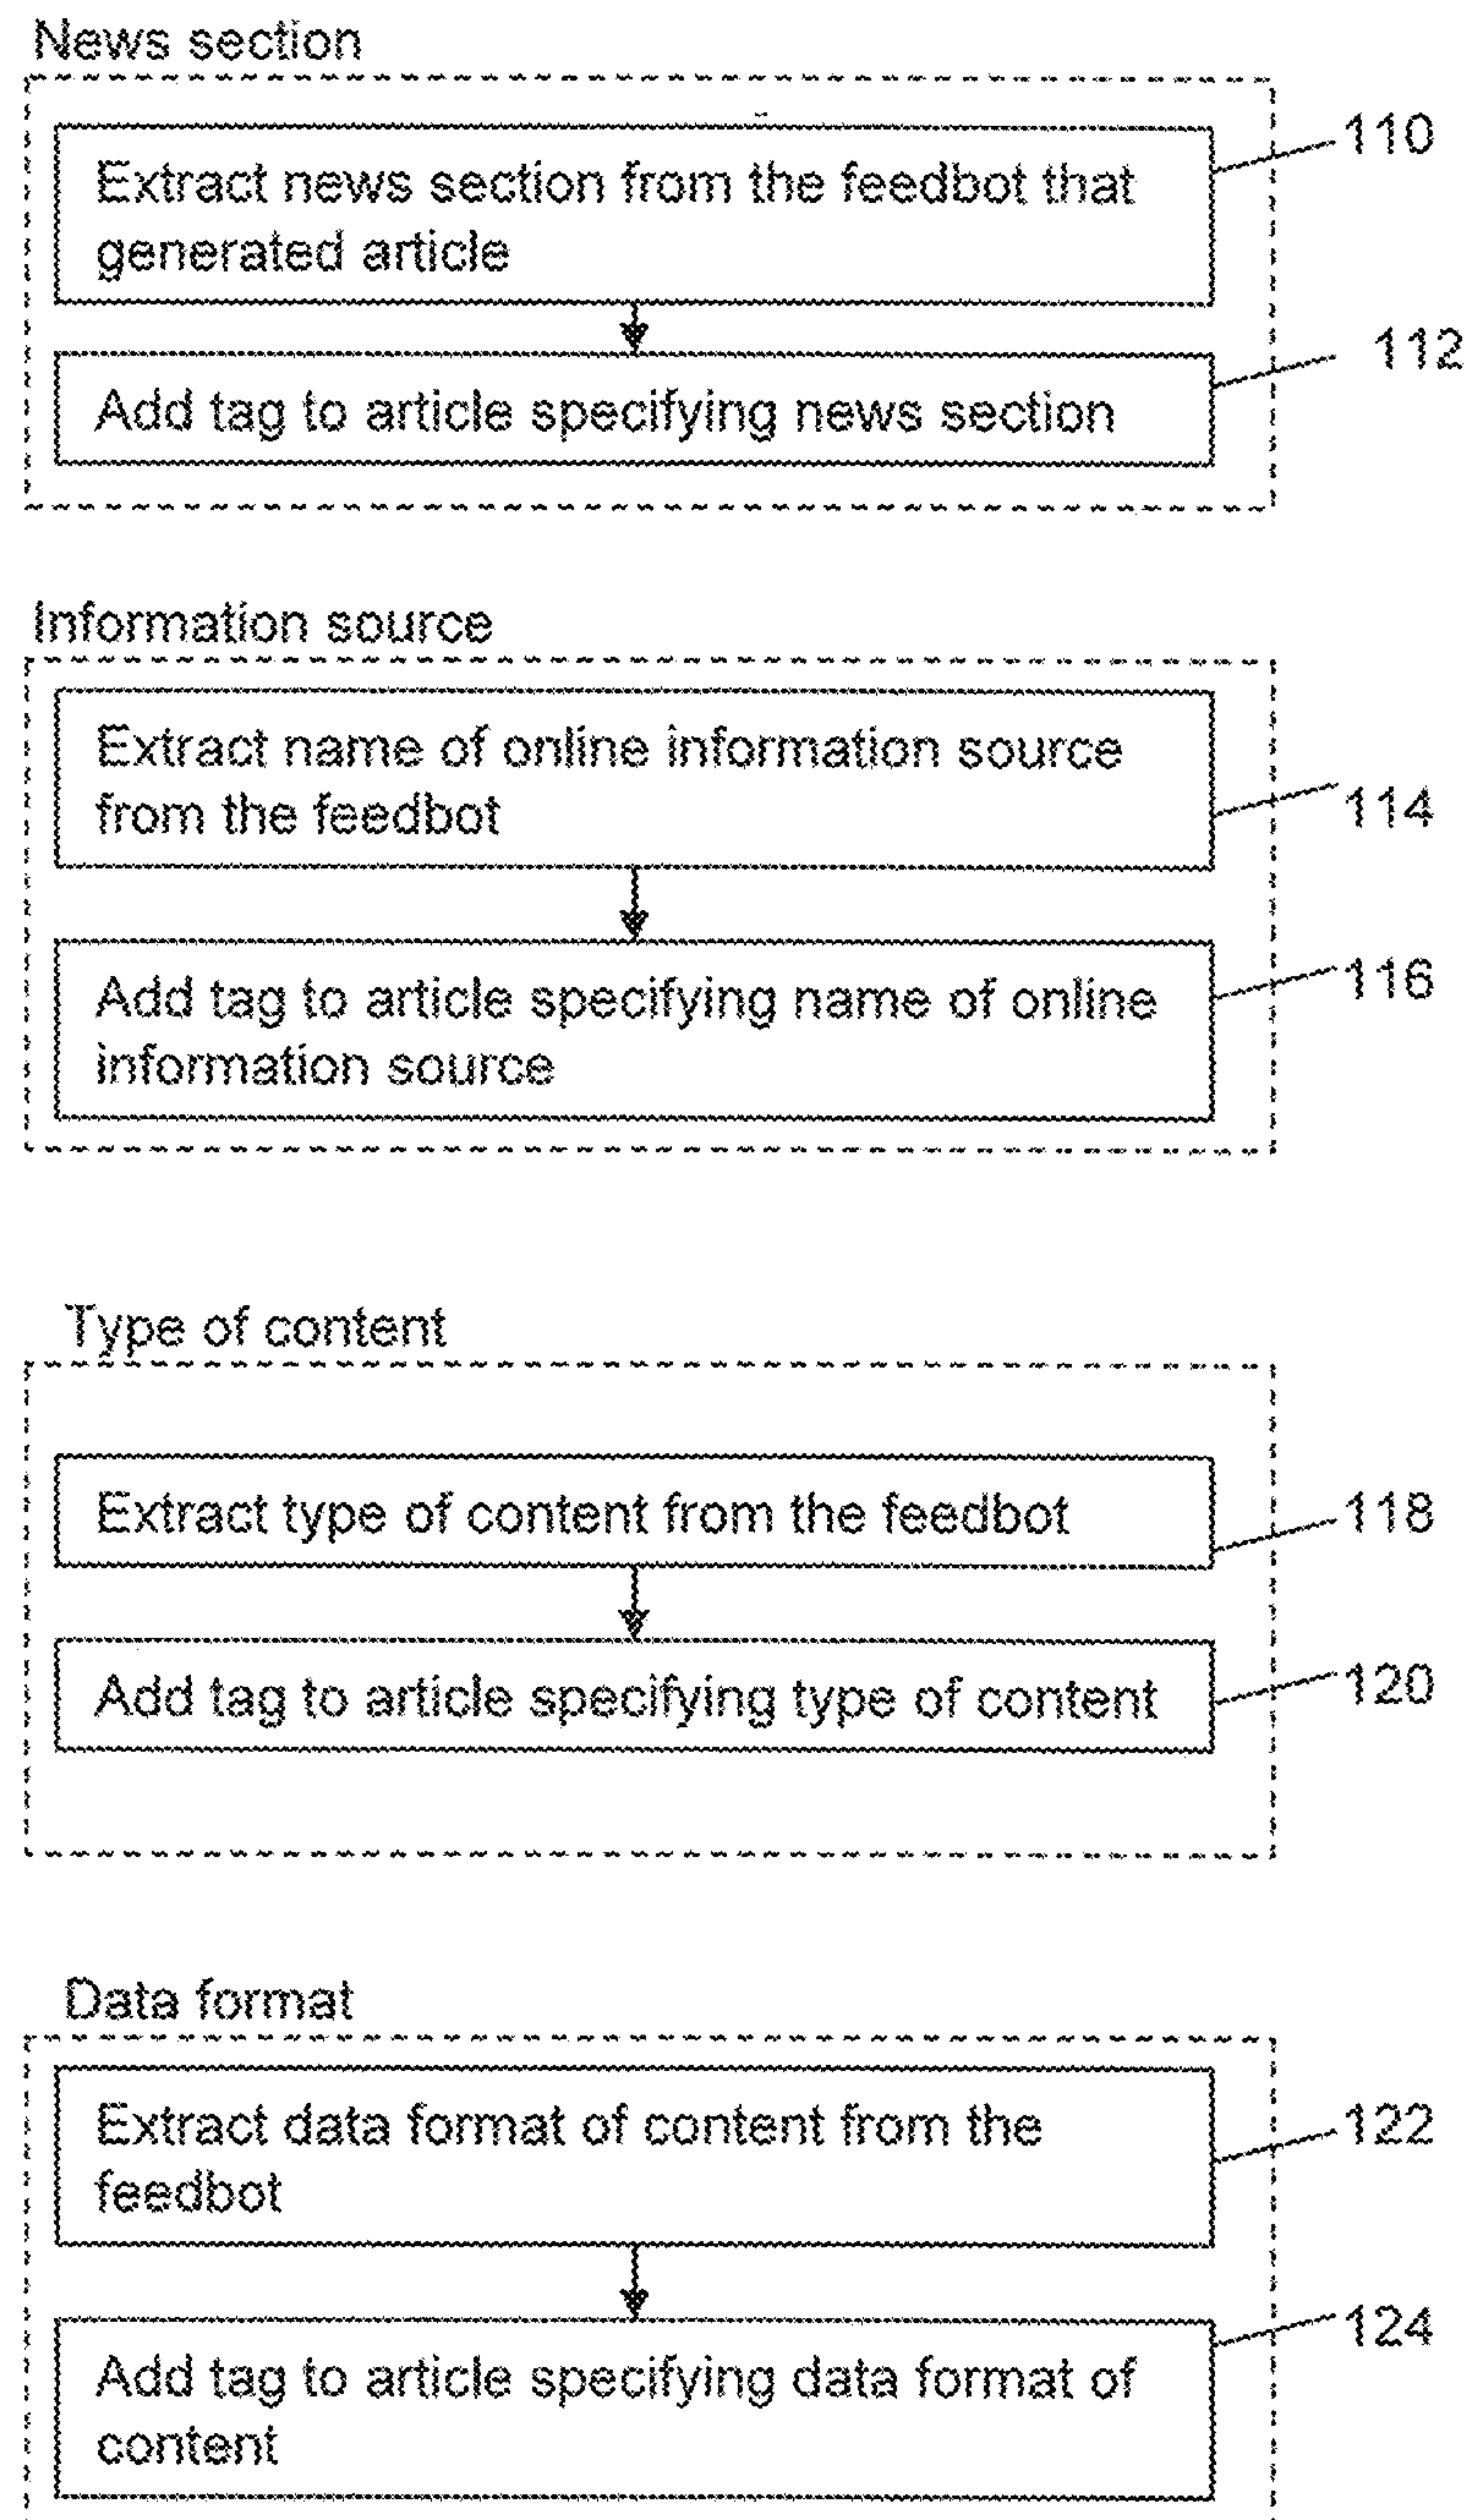 News section
Extract news section from the feedbot that
generated article
110
Add tag to article specifying news section
112
Information source
Extract name of online information source
from the feedbot
114
Add tag to article specifying name of online
information source
116
Type of content
Extract type of content from the feedbot
118
Add tag to article specifying type of content
120
Data format
Extract data format of content from the
feedbot
122
Add tag to article specifying data format of
content
124